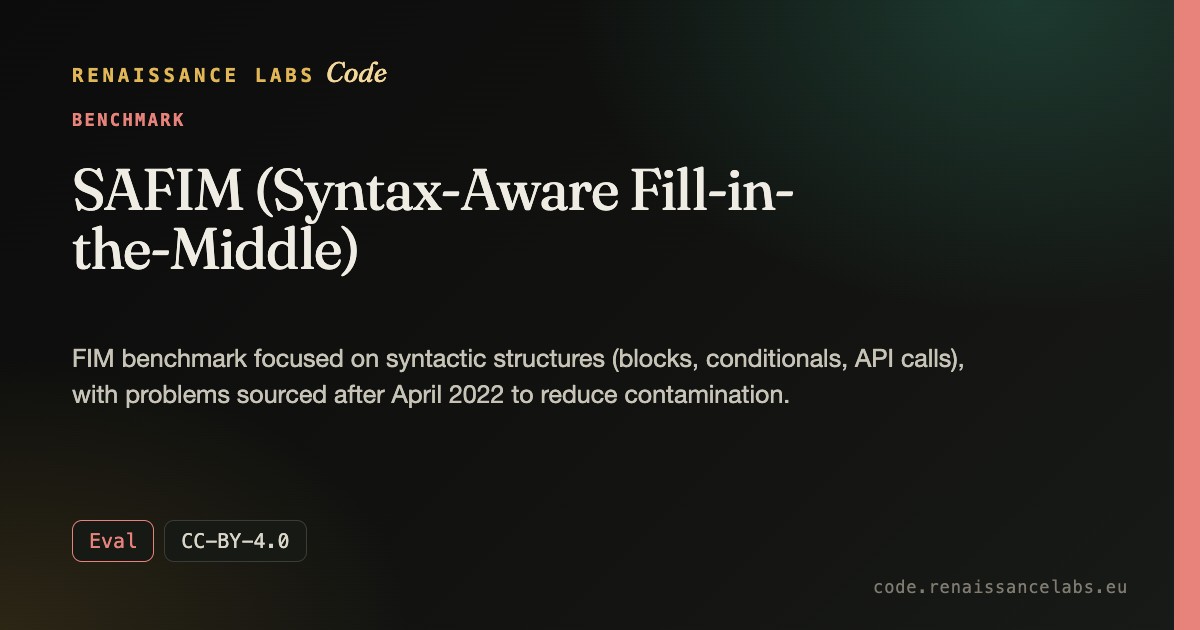 RENAISSANCE LABS Code
BENCHMARK
SAFIM (Syntax-Aware Fill-in-
the-Middle)
FIM benchmark focused on syntactic structures (blocks, conditionals, API calls),
with problems sourced after April 2022 to reduce contamination.
Eval CC-BY-4.0
code.renaissancelabs.eu